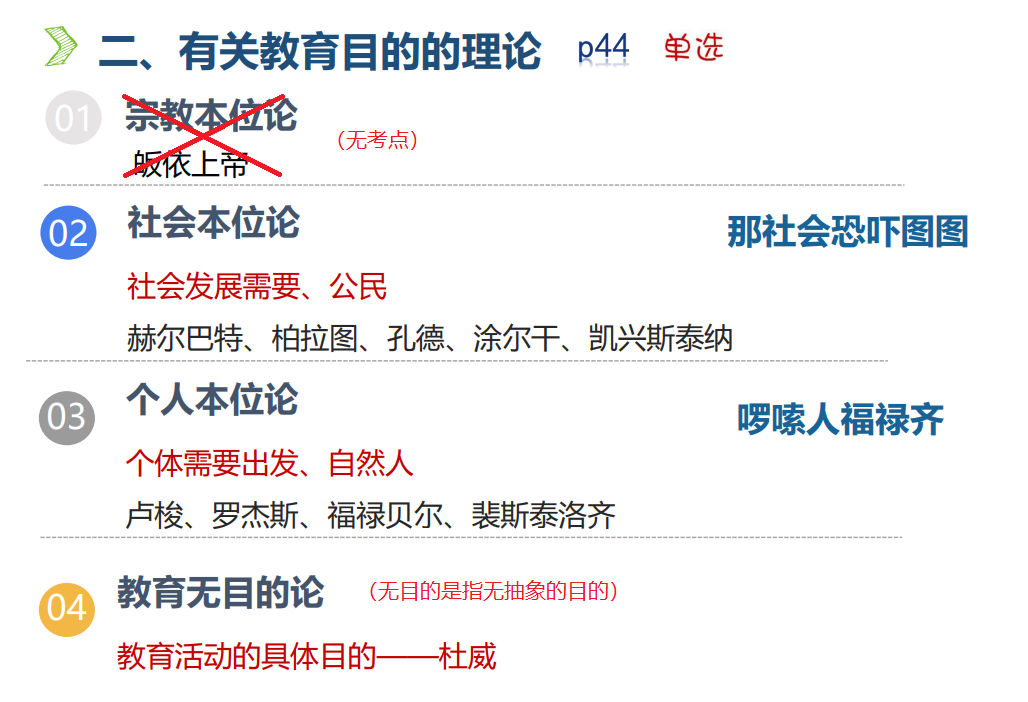 二、有关教育目的的理论 p44 单选
01 宗教本位论
（无考点）
皈依上帝
02 社会本位论 那社会恐吓图图
社会发展需要、公民
赫尔巴特、柏拉图、孔德、涂尔干、凯兴斯泰纳
03 个人本位论 啰嗦人福禄齐
个体需要出发、自然人
卢梭、罗杰斯、福禄贝尔、裴斯泰洛齐
04 教育无目的论 （无目的是指无抽象的目的）
教育活动的具体目的——杜威